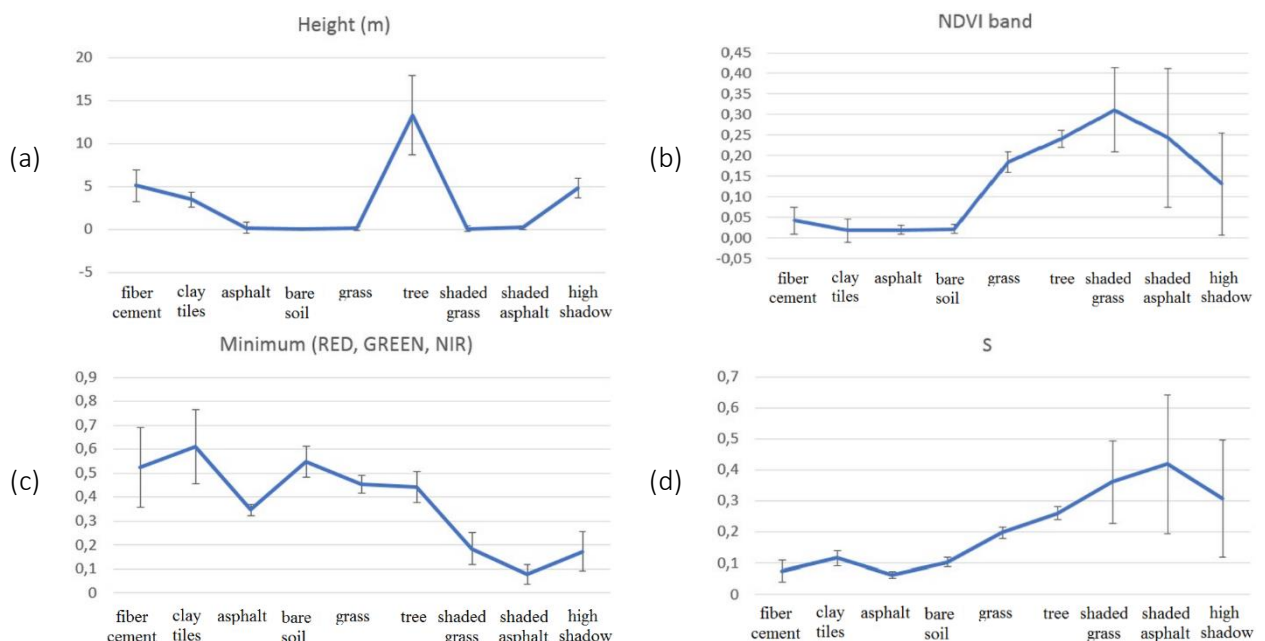 Height (m)
(a)
20
15
10
5
0
-5
fiber cement
clay tiles
asphalt
bare soil
grass
tree
shaded grass
shaded asphalt
high shadow
NDVI band
(b)
0,45
0,40
0,35
0,30
0,25
0,20
0,15
0,10
0,05
0,00
-0,05
fiber cement
clay tiles
asphalt
bare soil
grass
tree
shaded grass
shaded asphalt
high shadow
Minimum (RED, GREEN, NIR)
(c)
0,9
0,8
0,7
0,6
0,5
0,4
0,3
0,2
0,1
0
fiber cement
clay tiles
asphalt
bare soil
grass
tree
shaded grass
shaded asphalt
high shadow
S
(d)
0,7
0,6
0,5
0,4
0,3
0,2
0,1
0
fiber cement
clay tiles
asphalt
bare soil
grass
tree
shaded grass
shaded asphalt
high shadow